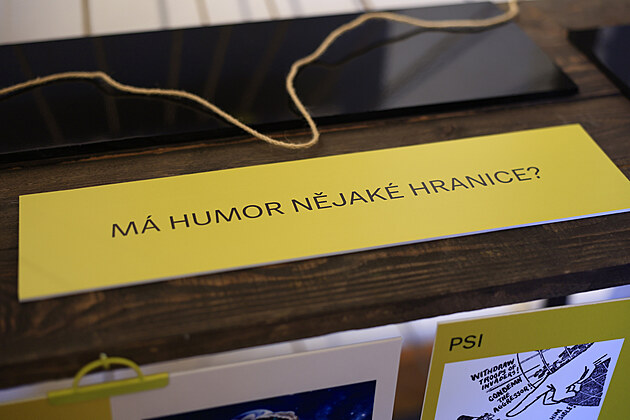 MÁ HUMOR NĚJAKÉ HRANICE?
PSI
WITHDRAW
TROOPS OF
INVADERS!
CONDEMN
THE
AGGRESSOR